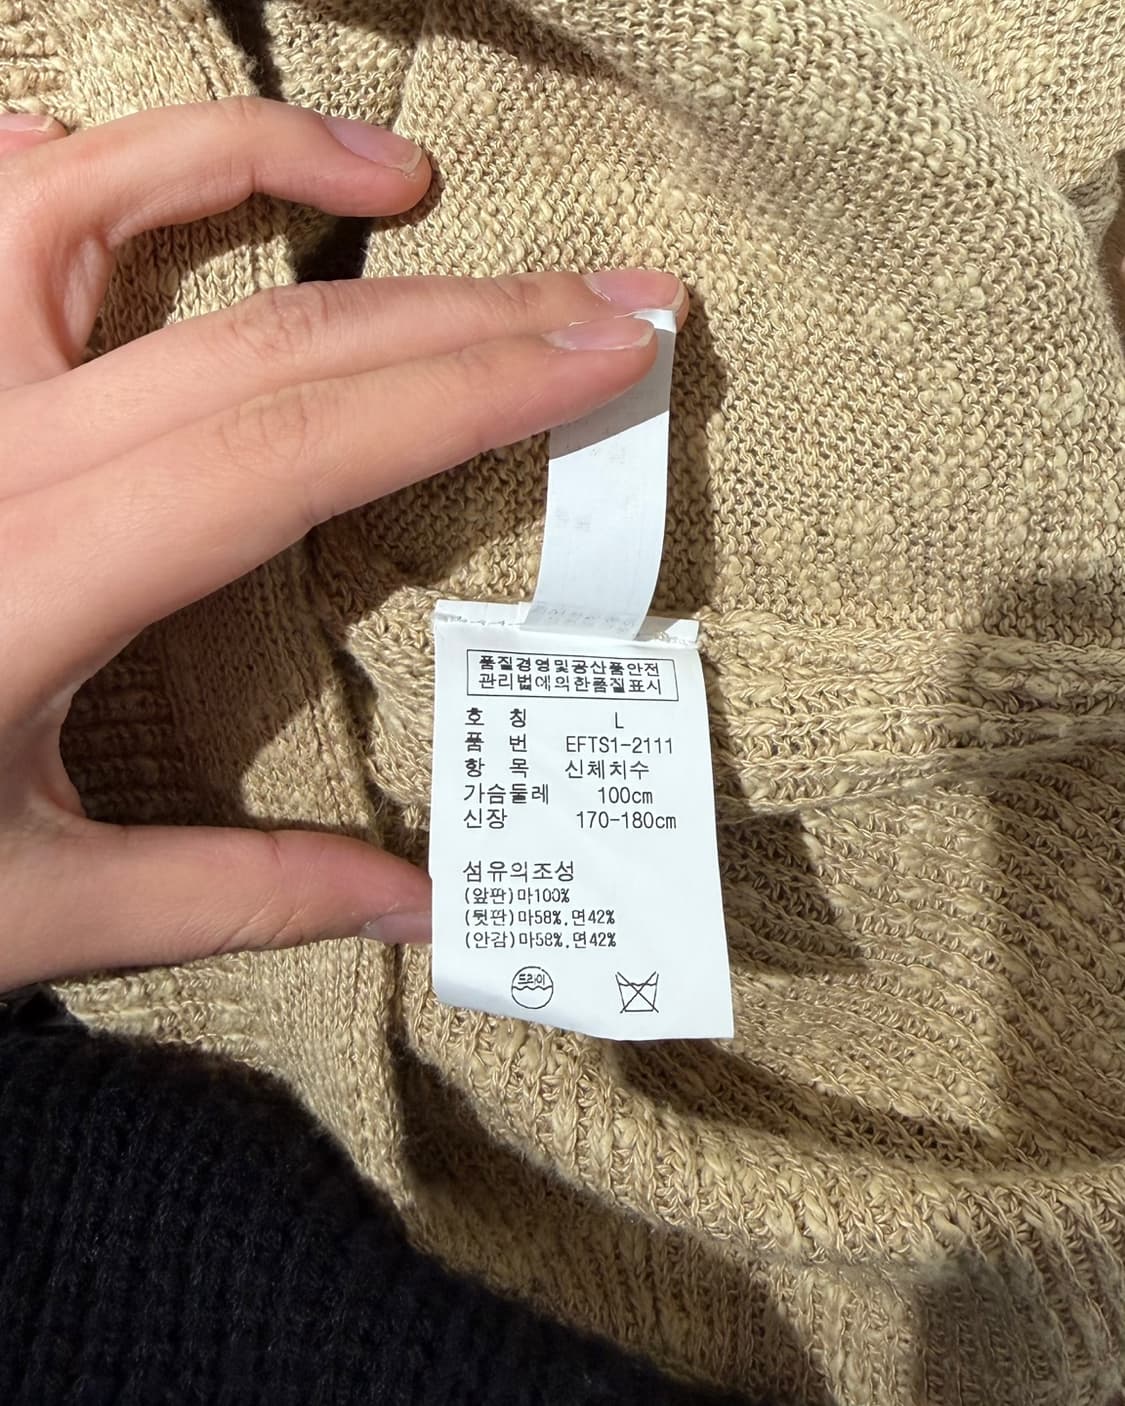 품질경영및공산품안전
관리법에의한품질표시
호 칭 L
품 번 EFTS1-2111
항 목 신체치수
가슴둘레 100cm
신장 170-180cm
섬유의조성
(앞판)마100%
(뒷판)마58%,면42%
(안감)마58%,면42%
드라이